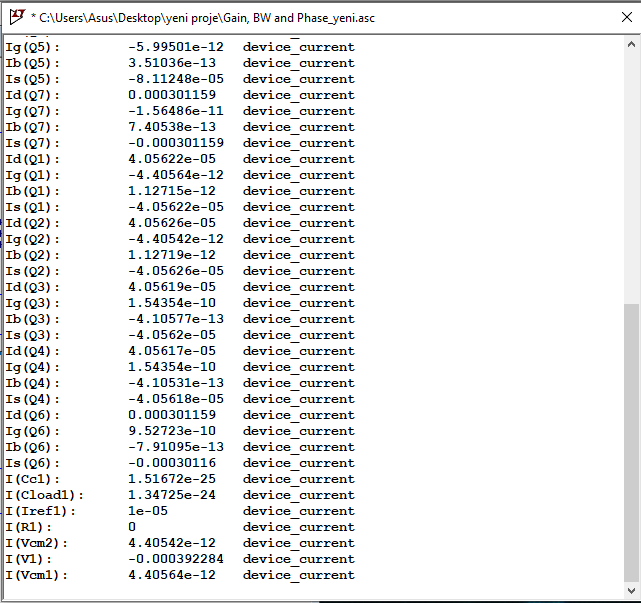 * C:\Users\Asus\Desktop\yeni proje\Gain, BW and Phase_yeni.asc
Ig(Q5): -5.99501e-12 device_current
Ib(Q5): 3.51036e-13 device_current
Is(Q5): -8.11248e-05 device_current
Id(Q7): 0.000301159 device_current
Ig(Q7): -1.56486e-11 device_current
Ib(Q7): 7.40538e-13 device_current
Is(Q7): -0.000301159 device_current
Id(Q1): 4.05622e-05 device_current
Ig(Q1): -4.40564e-12 device_current
Ib(Q1): 1.12715e-12 device_current
Is(Q1): -4.05622e-05 device_current
Id(Q2): 4.05626e-05 device_current
Ig(Q2): -4.40542e-12 device_current
Ib(Q2): 1.12719e-12 device_current
Is(Q2): -4.05626e-05 device_current
Id(Q3): 4.05619e-05 device_current
Ig(Q3): 1.54354e-10 device_current
Ib(Q3): -4.10577e-13 device_current
Is(Q3): -4.0562e-05 device_current
Id(Q4): 4.05617e-05 device_current
Ig(Q4): 1.54354e-10 device_current
Ib(Q4): -4.10531e-13 device_current
Is(Q4): -4.05618e-05 device_current
Id(Q6): 0.000301159 device_current
Ig(Q6): 9.52723e-10 device_current
Ib(Q6): -7.91095e-13 device_current
Is(Q6): -0.00030116 device_current
I(Cc1): 1.51672e-25 device_current
I(Cload1): 1.34725e-24 device_current
I(Iref1): 1e-05 device_current
I(R1): 0 device_current
I(Vcm2): 4.40542e-12 device_current
I(V1): -0.000392284 device_current
I(Vcm1): 4.40564e-12 device_current